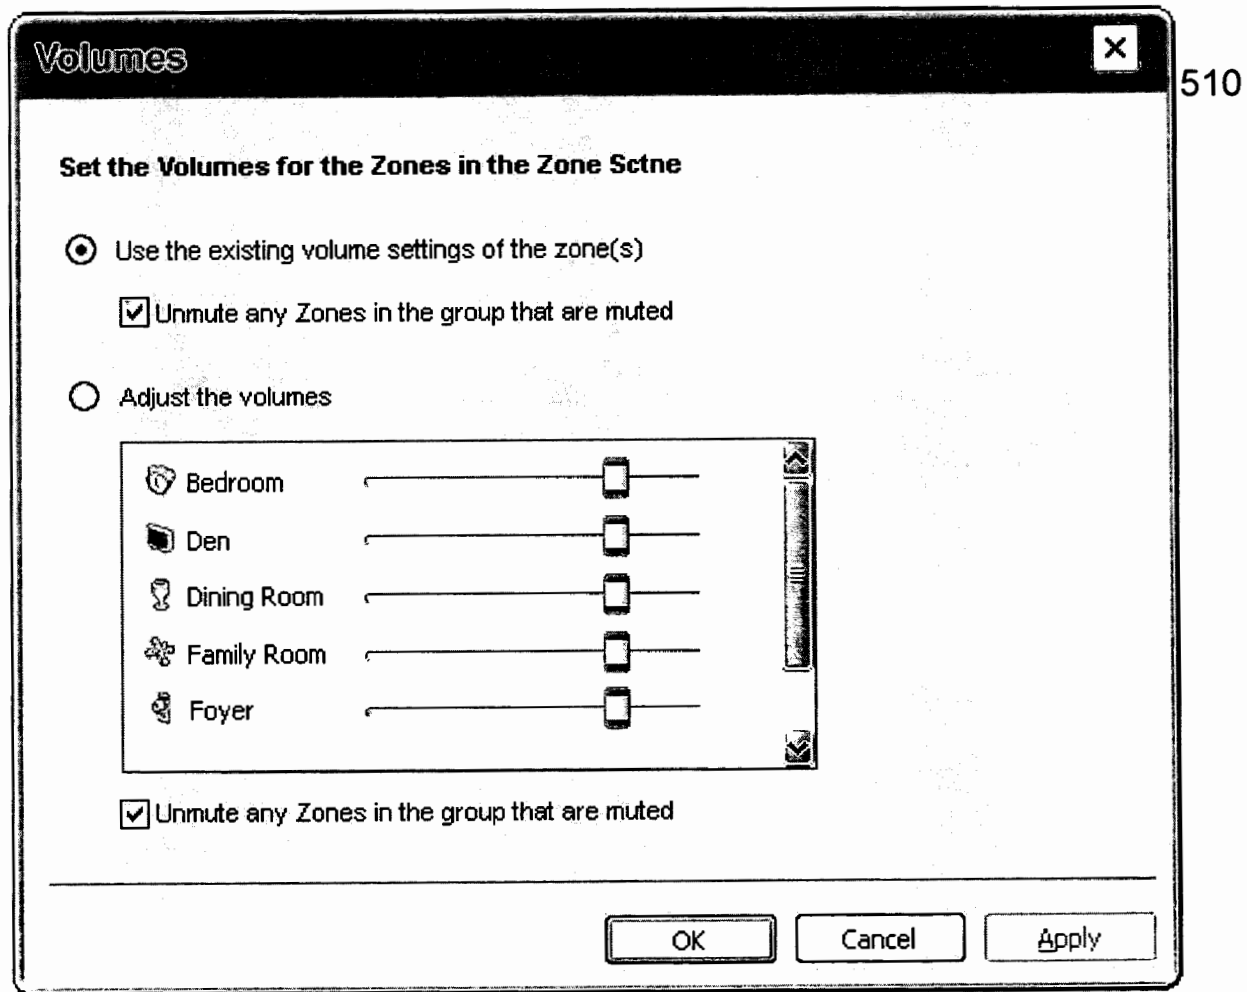 Volumes
510
Set the Volumes for the Zones in the Zone Sctne
Use the existing volume settings of the zone(s)
Unmute any Zones in the group that are muted
Adjust the volumes
Bedroom
Den
Dining Room
Family Room
Foyer
Unmute any Zones in the group that are muted
OK
Cancel
Apply